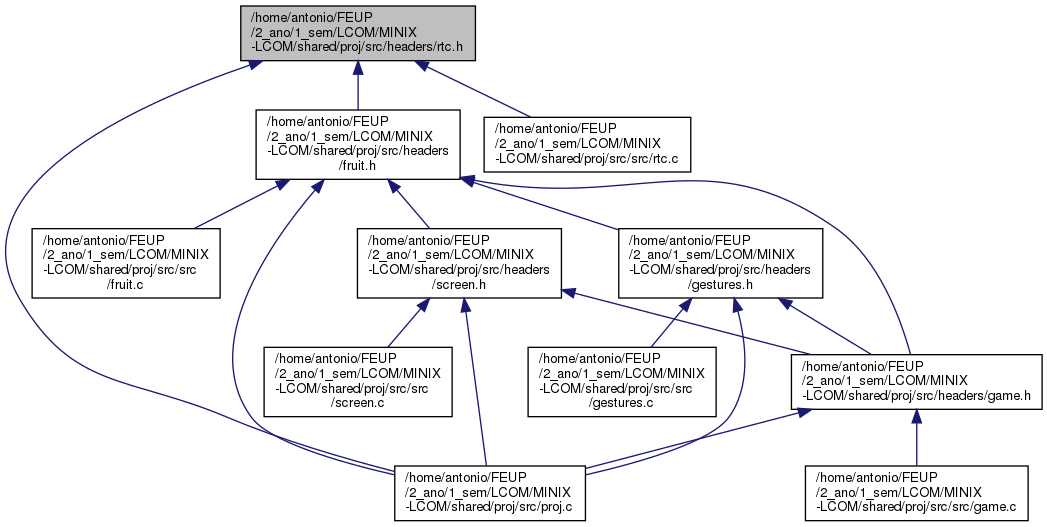 /home/antonio/FEUP
/2_ano/1_sem/LCOM/MINIX
-LCOM/shared/proj/src/headers/rtc.h
/home/antonio/FEUP
/2_ano/1_sem/LCOM/MINIX
-LCOM/shared/proj/src/headers
/fruit.h
/home/antonio/FEUP
/2_ano/1_sem/LCOM/MINIX
-LCOM/shared/proj/src/src/rtc.c
/home/antonio/FEUP
/2_ano/1_sem/LCOM/MINIX
-LCOM/shared/proj/src/src
/fruit.c
/home/antonio/FEUP
/2_ano/1_sem/LCOM/MINIX
-LCOM/shared/proj/src/headers
/screen.h
/home/antonio/FEUP
/2_ano/1_sem/LCOM/MINIX
-LCOM/shared/proj/src/headers
/gestures.h
/home/antonio/FEUP
/2_ano/1_sem/LCOM/MINIX
-LCOM/shared/proj/src/src
/screen.c
/home/antonio/FEUP
/2_ano/1_sem/LCOM/MINIX
-LCOM/shared/proj/src/src
/gestures.c
/home/antonio/FEUP
/2_ano/1_sem/LCOM/MINIX
-LCOM/shared/proj/src/headers/game.h
/home/antonio/FEUP
/2_ano/1_sem/LCOM/MINIX
-LCOM/shared/proj/src/proj.c
/home/antonio/FEUP
/2_ano/1_sem/LCOM/MINIX
-LCOM/shared/proj/src/src/game.c